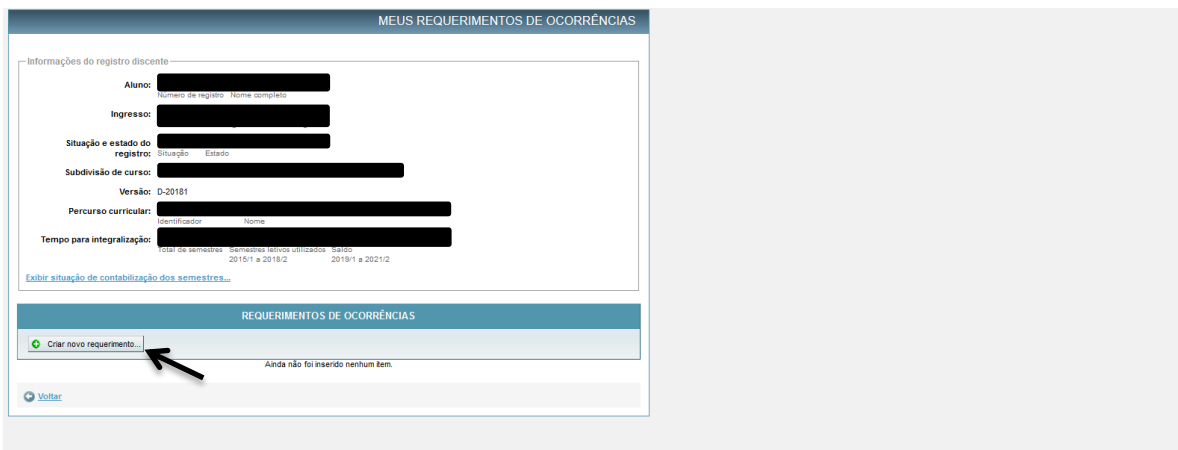 MEUS REQUERIMENTOS DE OCORRÊNCIAS
Informações do registro discente
Aluno:
Número de registro Nome completo
Ingresso:
Situação e estado do
registro:
Situação Estado
Subdivisão de curso:
Versão: D-20181
Percurso curricular:
Identificador Nome
Tempo para integralização:
Total de semestres Semestres letivos utilizados Saldo
2015/1 a 2018/2 2019/1 a 2021/2
Exibir situação de contabilização dos semestres...
REQUERIMENTOS DE OCORRÊNCIAS
Criar novo requerimento...
Ainda não foi inserido nenhum item.
Voltar